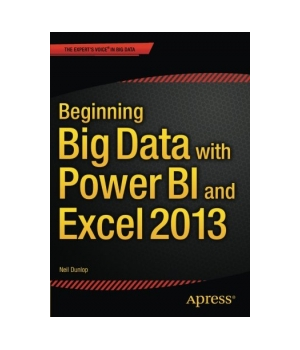 THE EXPERT'S VOICE® IN BIG DATA
Beginning
Big Data with
Power BI and
Excel 2013
Neil Dunlop
Apress®